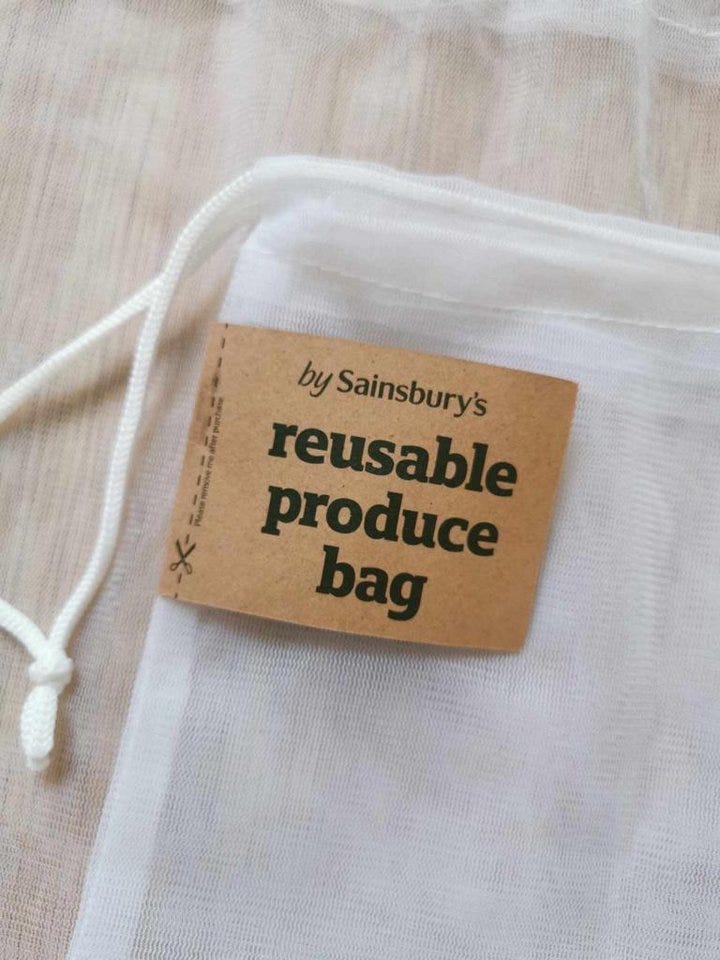 by Sainsbury's
reusable
produce
bag
Please remove me after purchase